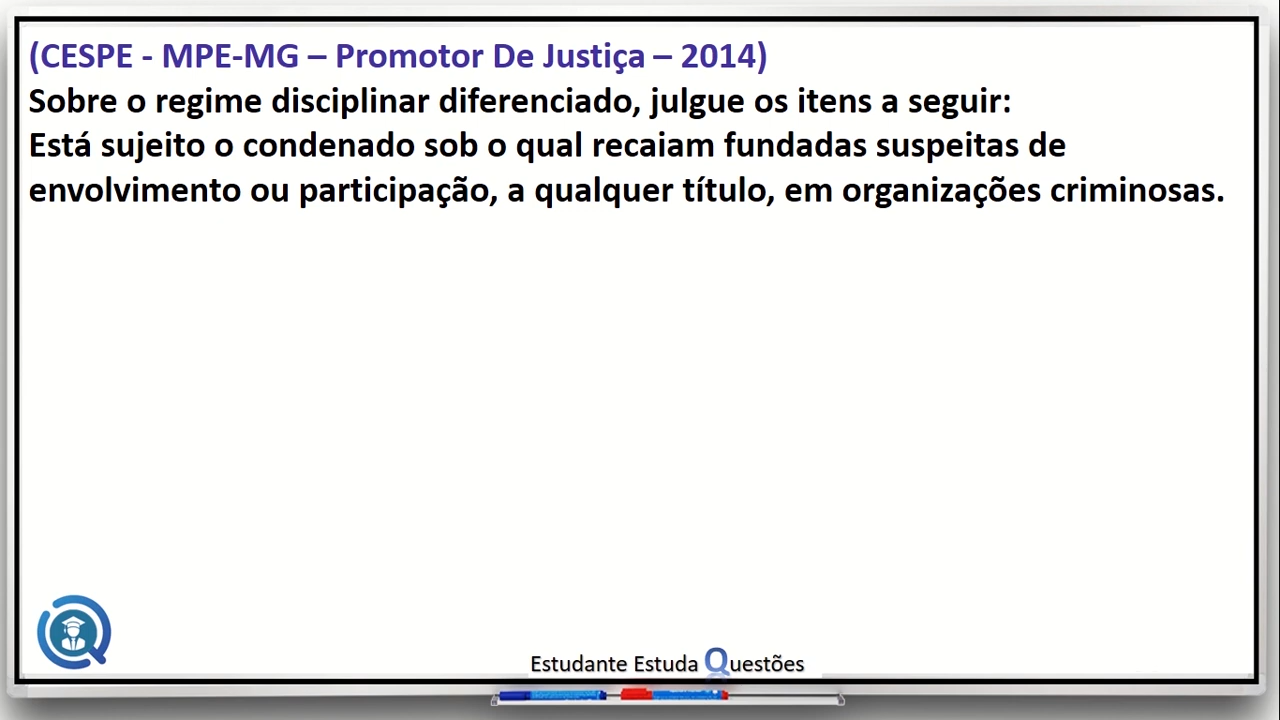 (CESPE - MPE-MG – Promotor De Justiça – 2014)
Sobre o regime disciplinar diferenciado, julgue os itens a seguir:
Está sujeito o condenado sob o qual recaiam fundadas suspeitas de
envolvimento ou participação, a qualquer título, em organizações criminosas.
Estudante Estuda Questões